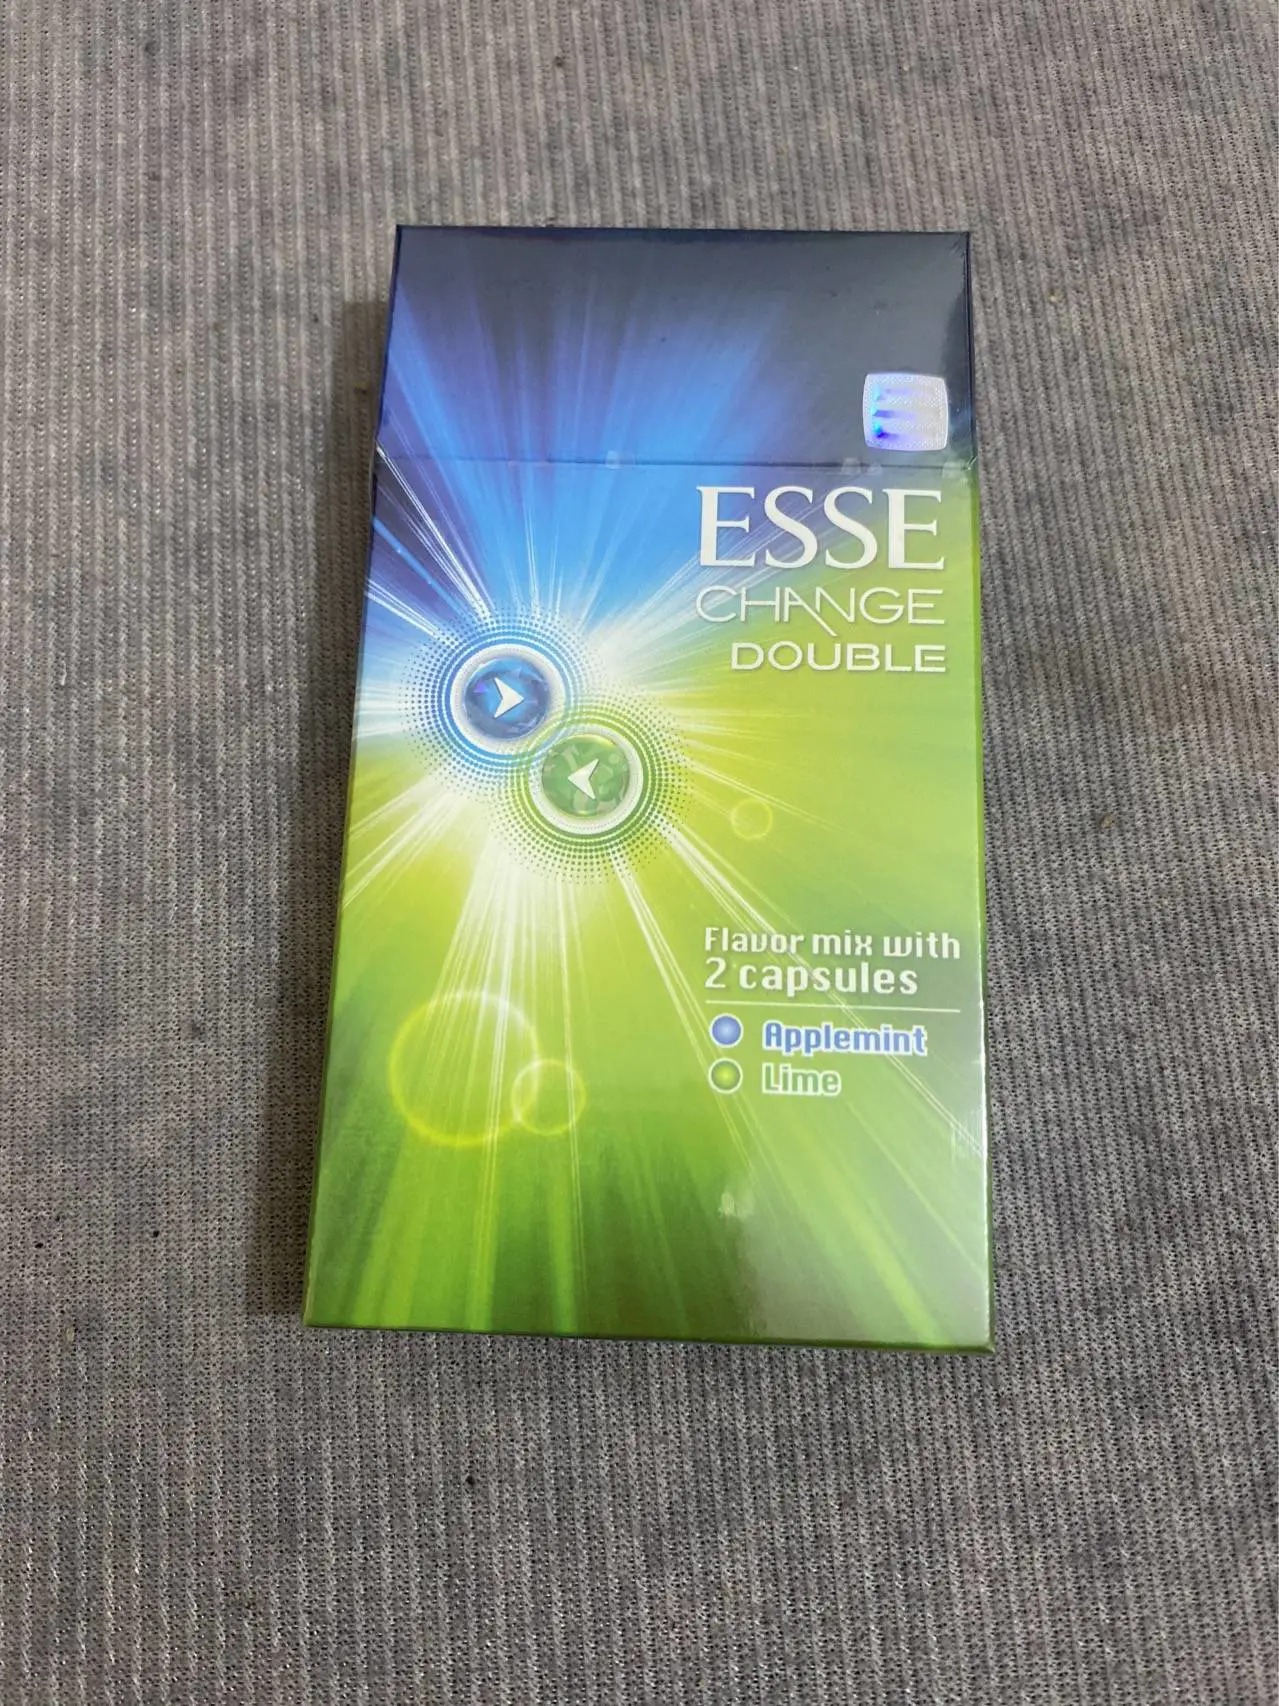 ESSE
CHANGE
DOUBLE
Flavor mix with
2 capsules
Applemint
Lime